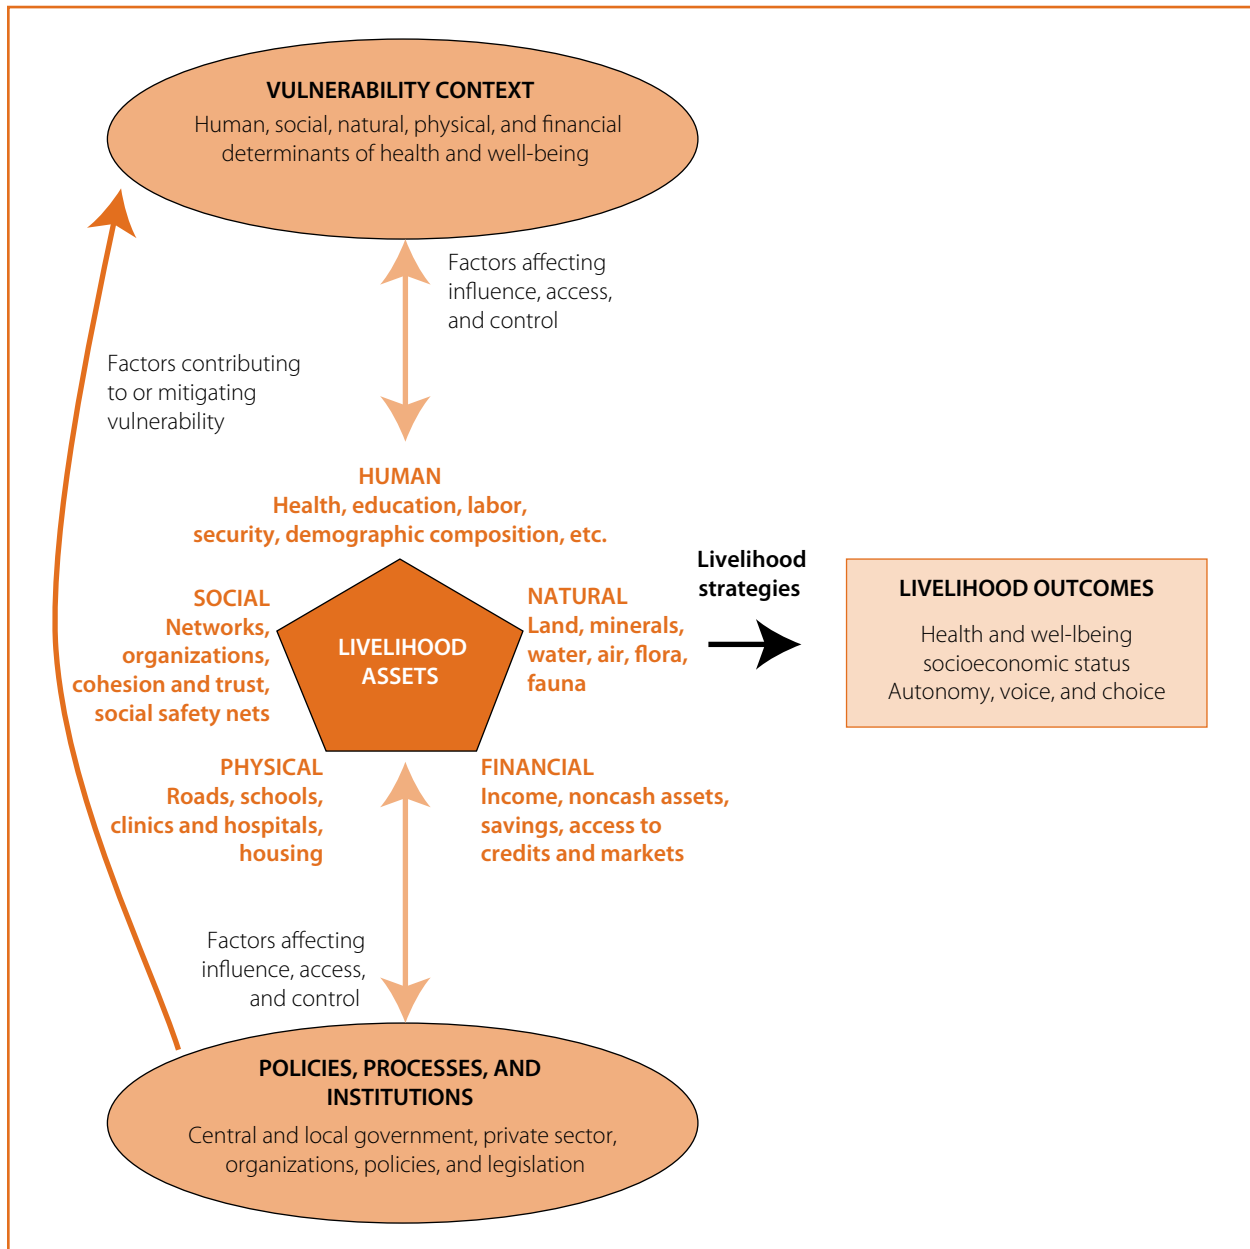 VULNERABILITY CONTEXT
Human, social, natural, physical, and financial
determinants of health and well-being
Factors affecting
influence, access,
and control
Factors contributing
to or mitigating
vulnerability
HUMAN
Health, education, labor,
security, demographic composition, etc.
SOCIAL
Networks,
organizations,
cohesion and trust,
social safety nets
LIVELIHOOD
ASSETS
NATURAL
Land, minerals,
water, air, flora,
fauna
Livelihood
strategies
LIVELIHOOD OUTCOMES
Health and wel-lbeing
socioeconomic status
Autonomy, voice, and choice
PHYSICAL
Roads, schools,
clinics and hospitals,
housing
FINANCIAL
Income, noncash assets,
savings, access to
credits and markets
Factors affecting
influence, access,
and control
POLICIES, PROCESSES, AND
INSTITUTIONS
Central and local government, private sector,
organizations, policies, and legislation